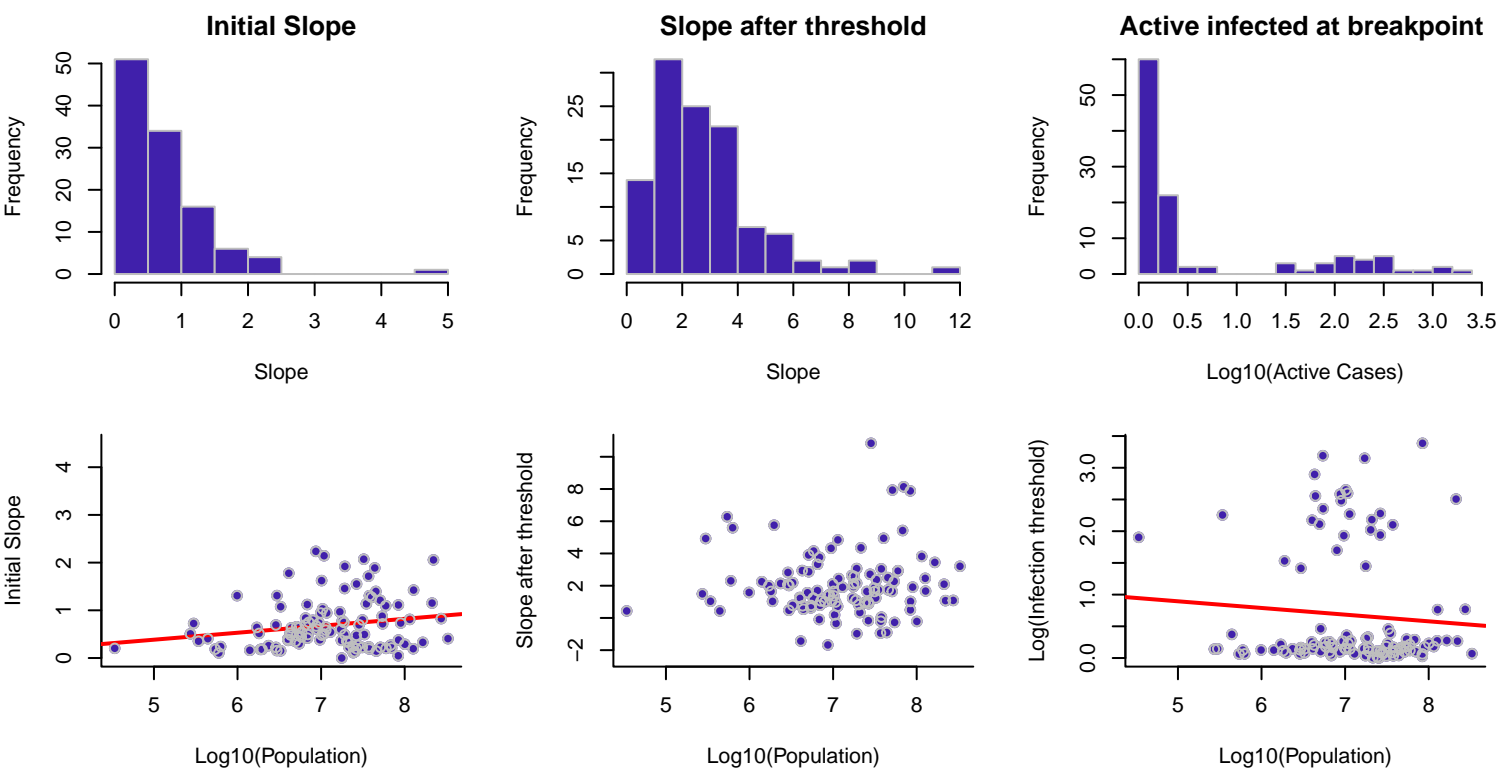 Initial Slope
Frequency
0 10 20 30 40 50
0 1 2 3 4 5
Slope
Slope after threshold
Frequency
0 5 15 25
0 2 4 6 8 10 12
Slope
Active infected at breakpoint
Frequency
0 10 30 50
0.0 0.5 1.0 1.5 2.0 2.5 3.0 3.5
Log10(Active Cases)
Initial Slope
0 1 2 3 4
5 6 7 8
Log10(Population)
Slope after threshold
−2 2 4 6 8
5 6 7 8
Log10(Population)
Log(Infection threshold)
0.0 1.0 2.0 3.0
5 6 7 8
Log10(Population)